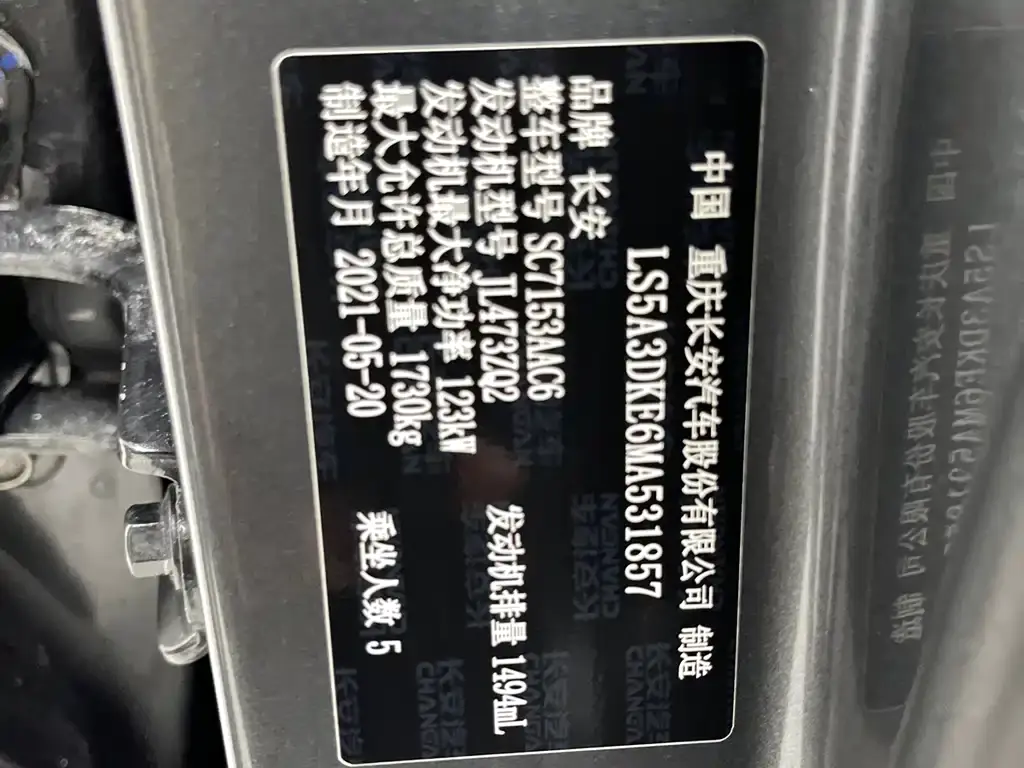 中国 重庆长安汽车股份有限公司 制造
LS5A3DKE6MA531857
品牌 长安
整车型号 SC7153AAC6
发动机型号 JL473ZQ2 发动机排量 1494mL
发动机最大净功率 123kW
最大允许总质量 1730kg 乘坐人数 5
制造年月 2021-05-20